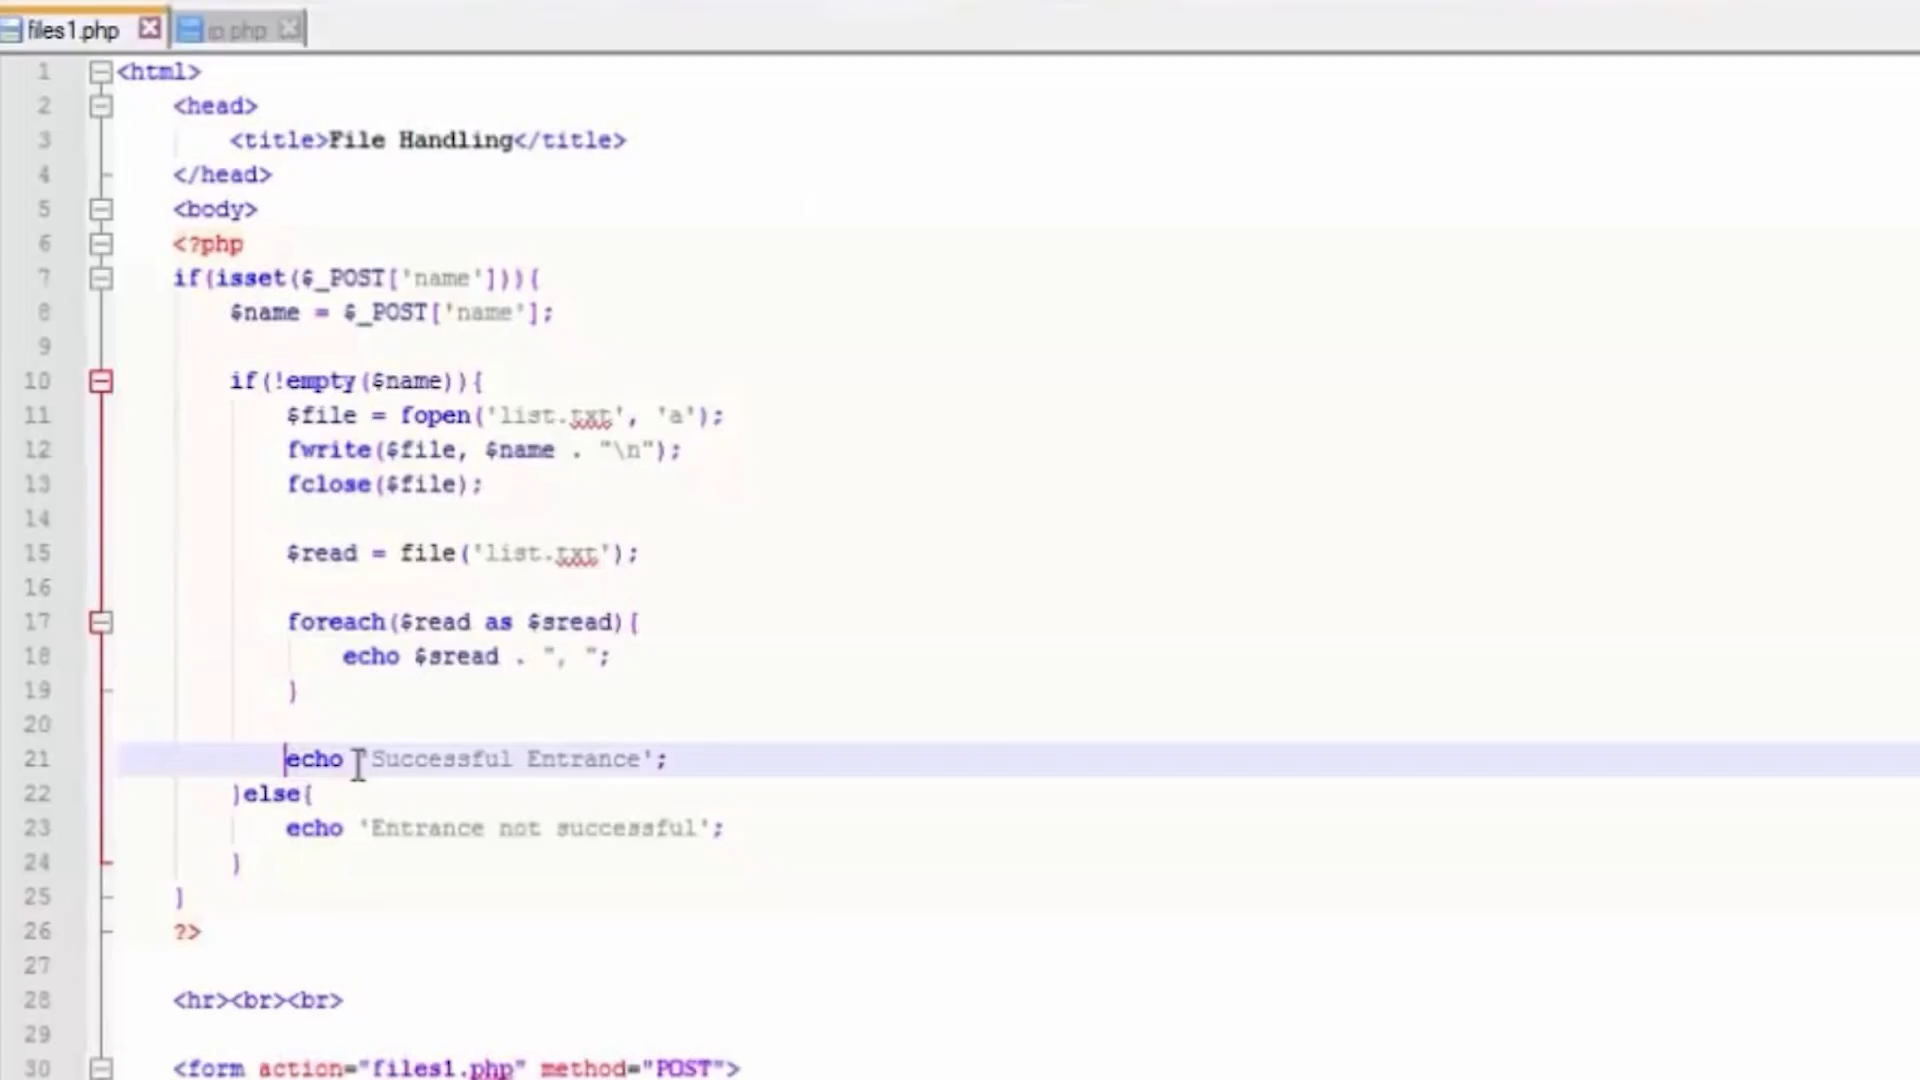 files1.php ip.php
1 <html>
2 <head>
3 <title>File Handling</title>
4 </head>
5 <body>
6 <?php
7 if(isset($_POST['name'])){
8 $name = $_POST['name'];
9
10 if(!empty($name)){
11 $file = fopen('list.txt', 'a');
12 fwrite($file, $name . "\n");
13 fclose($file);
14
15 $read = file('list.txt');
16
17 foreach($read as $sread){
18 echo $sread . ", ";
19 }
20
21 echo 'Successful Entrance';
22 }else{
23 echo 'Entrance not successful';
24 }
25 }
26 ?>
27
28 <hr><br><br>
29
30 <form action="files1.php" method="POST">